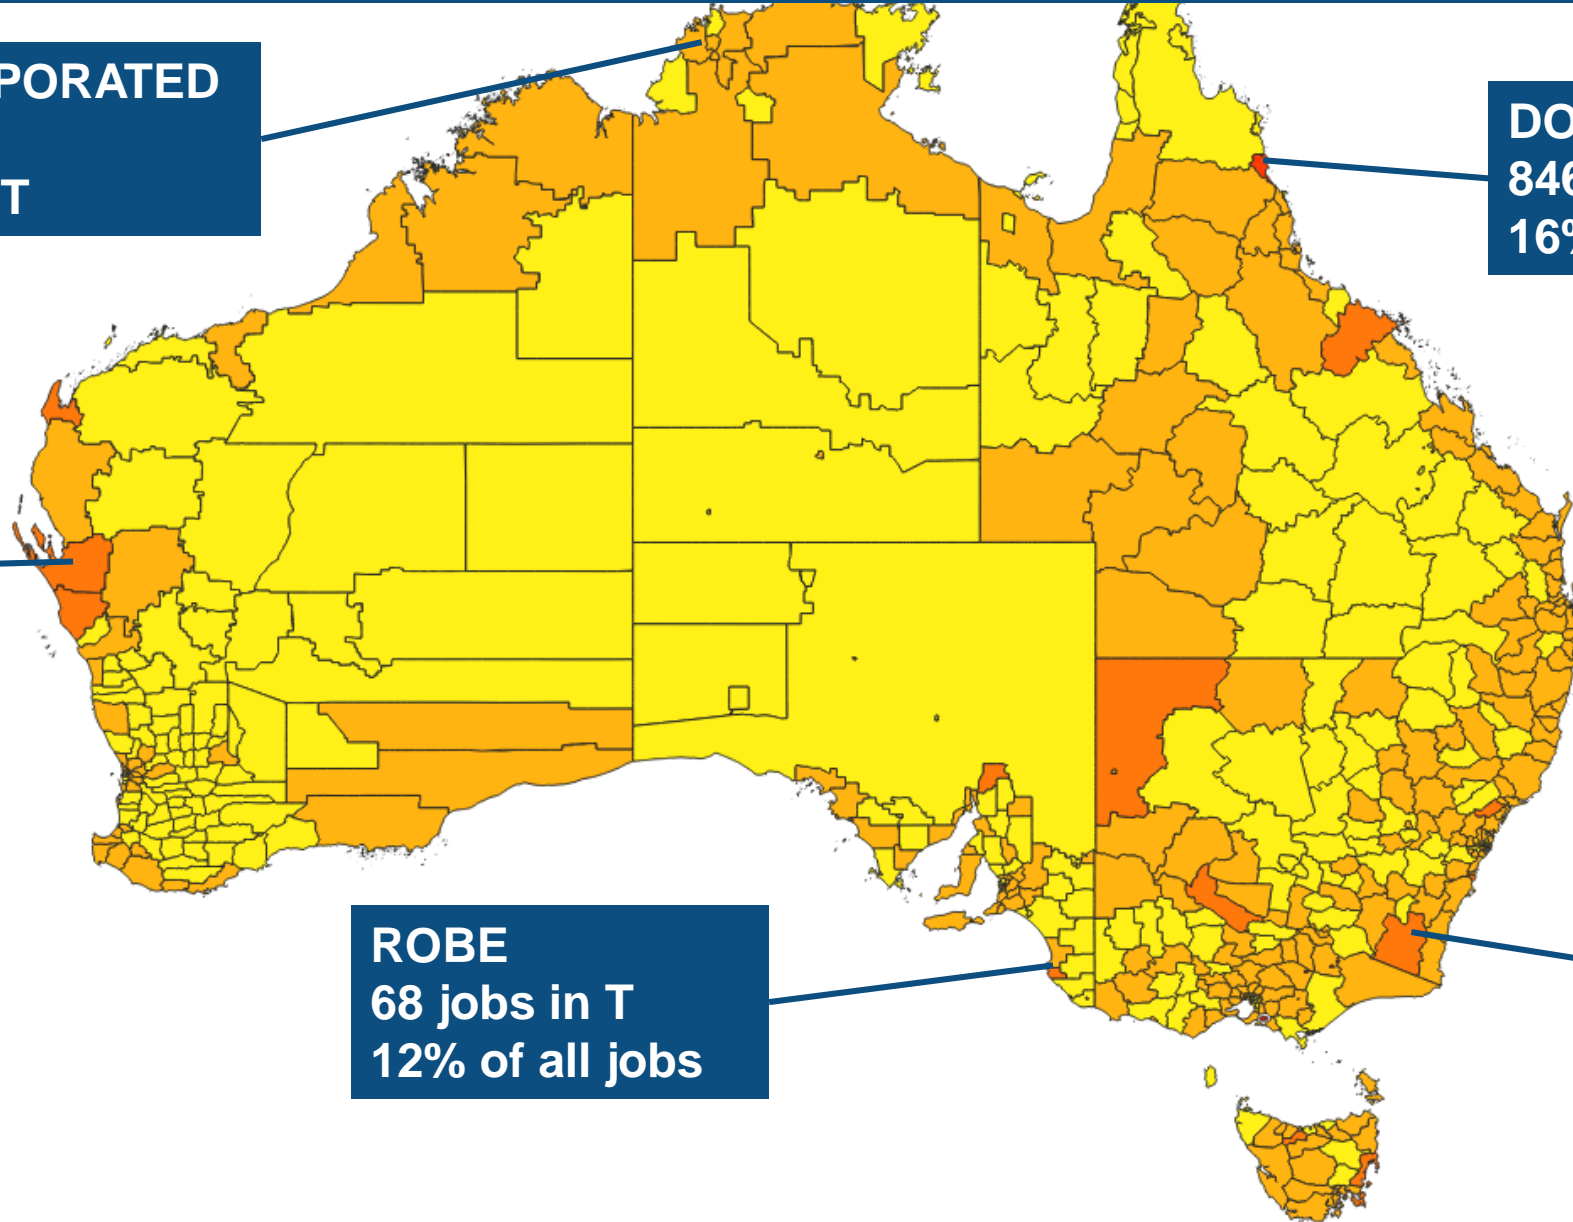 PORATED
T
DO
846
16%
ROBE
68 jobs in T
12% of all jobs